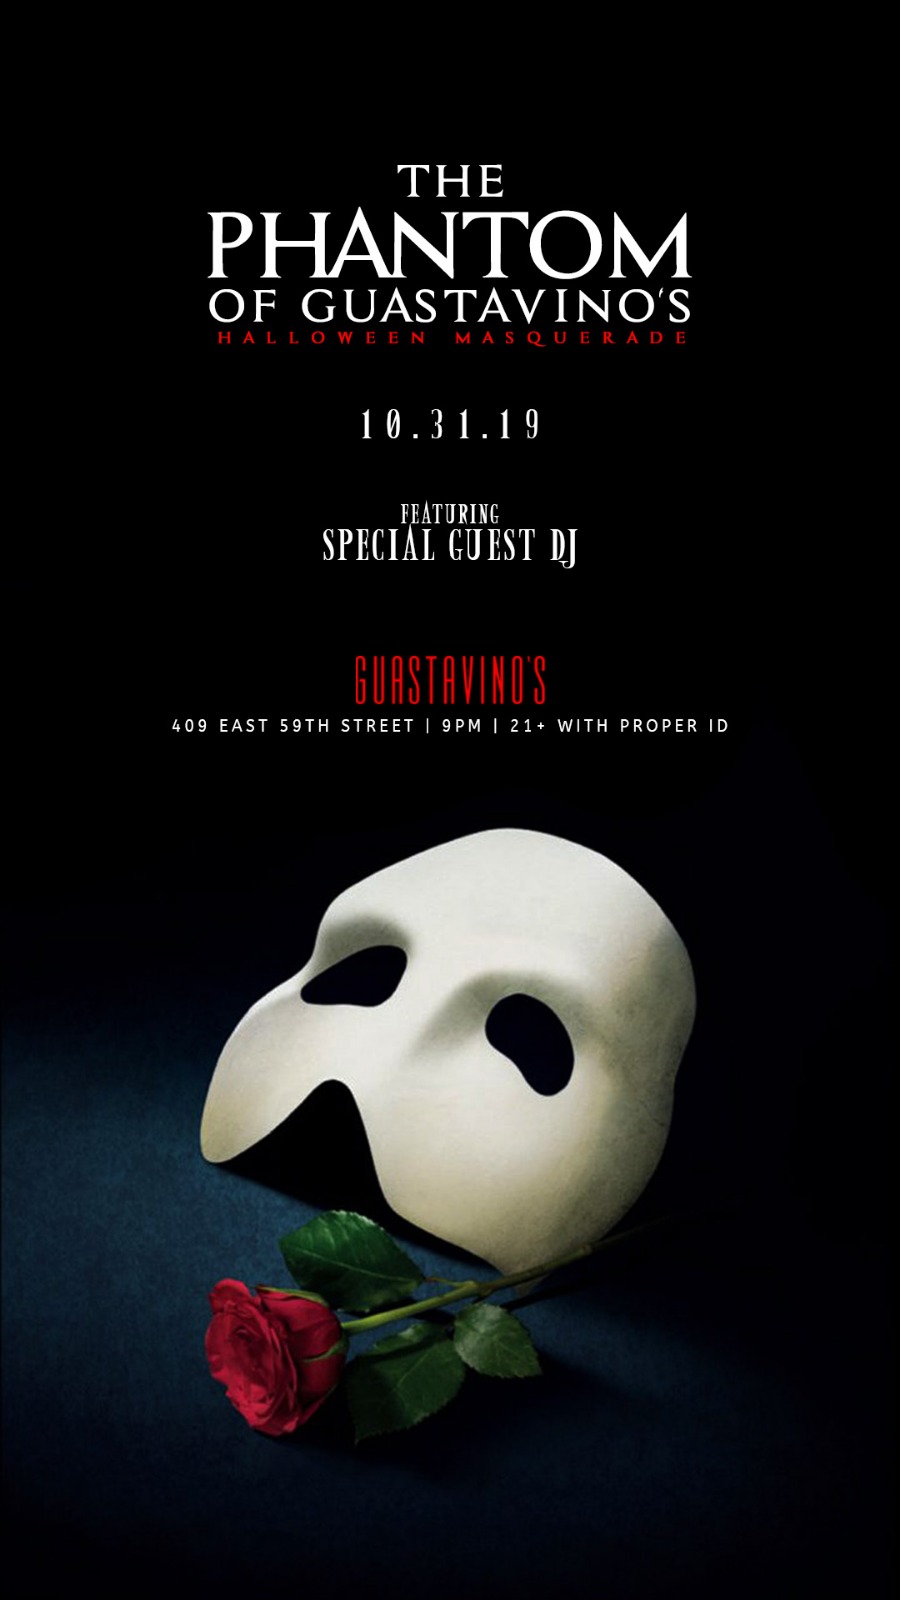 THE
PHANTOM
OF GUASTAVINO'S
HALLOWEEN MASQUERADE
10.31.19
FEATURING
SPECIAL GUEST DJ
GUASTAVINO'S
409 EAST 59TH STREET | 9PM | 21+ WITH PROPER ID